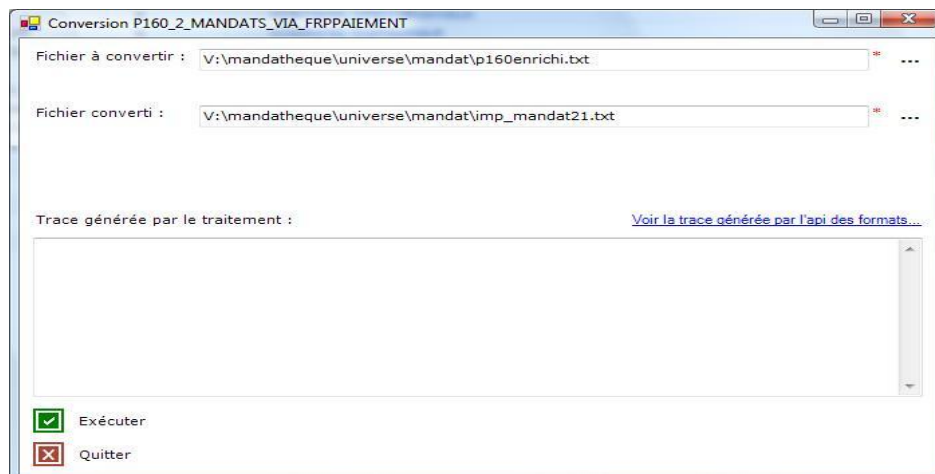 Conversion P160_2_MANDATS_VIA_FRPPAIEMENT
Fichier à convertir : V:\mandatheque\universe\mandat\p160enrichi.txt * ...
Fichier converti : V:\mandatheque\universe\mandat\imp_mandat21.txt * ...
Trace générée par le traitement : Voir la trace générée par l'api des formats...
Exécuter
Quitter